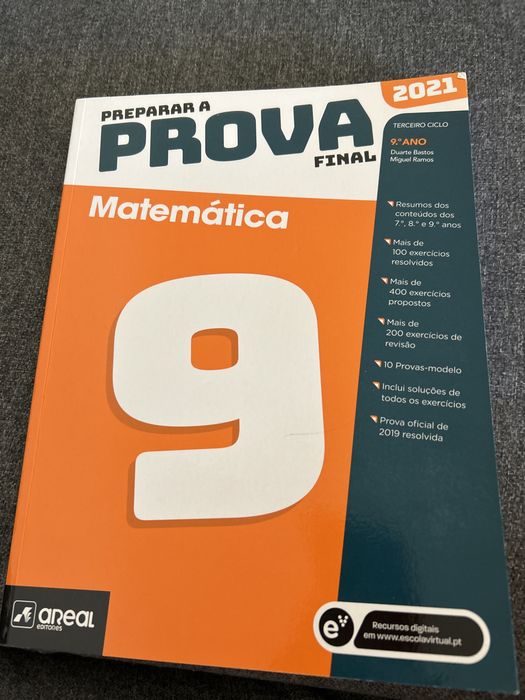 2021
PREPARAR A
PROVA
FINAL
TERCEIRO CICLO
9.º ANO
Duarte Bastos
Miguel Ramos
Matemática
Resumos dos
conteúdos dos
7.º, 8.º e 9.º anos
Mais de
100 exercícios
resolvidos
Mais de
400 exercícios
propostos
Mais de
200 exercícios de
revisão
10 Provas-modelo
Inclui soluções de
todos os exercícios
Prova oficial de
2019 resolvida
9
areal
editores
e
Recursos digitais
em www.escolavirtual.pt